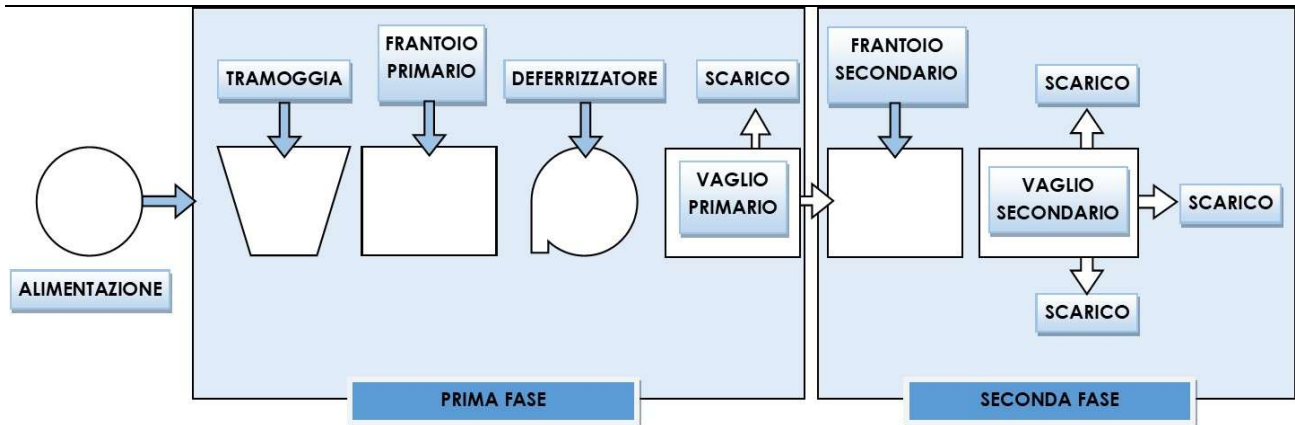 FRANTOIO
PRIMARIO
FRANTOIO
SECONDARIO
TRAMOGGIA
DEFERRIZZATORE
SCARICO
SCARICO
VAGLIO
PRIMARIO
VAGLIO
SECONDARIO
SCARICO
ALIMENTAZIONE
SCARICO
PRIMA FASE
SECONDA FASE